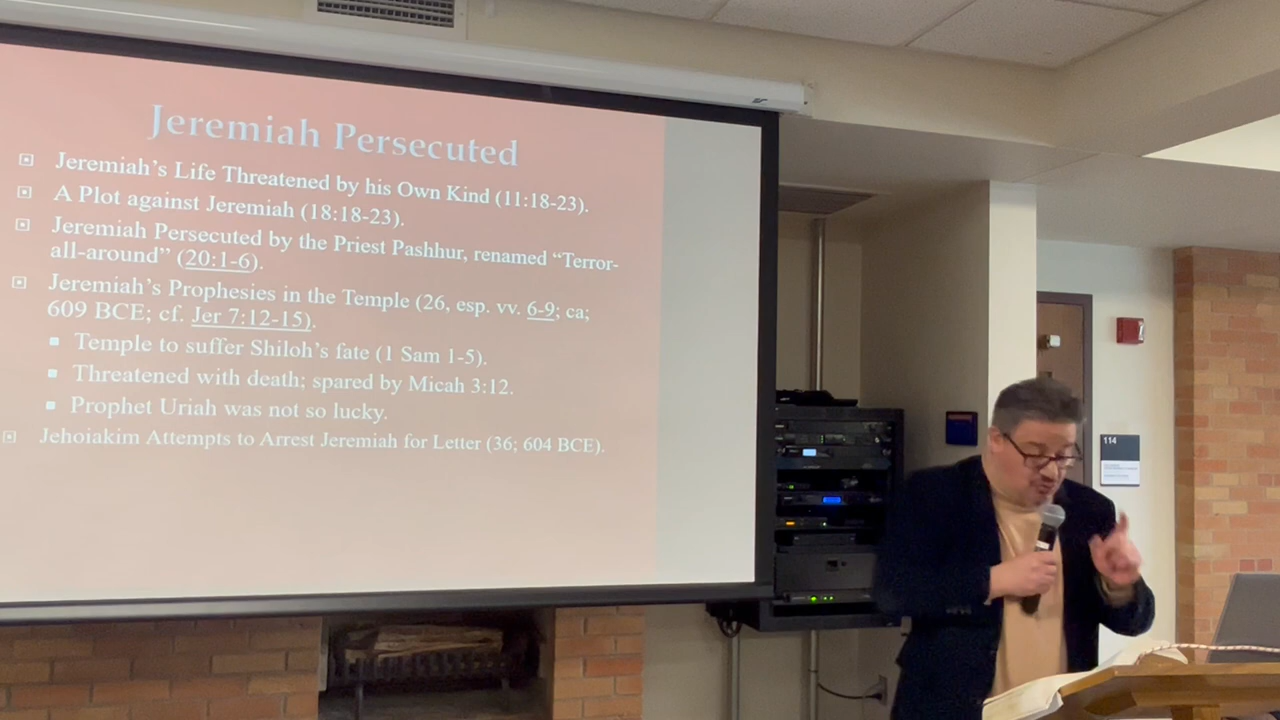 Jeremiah Persecuted
Jeremiah's Life Threatened by his Own Kind (11:18-23).
A Plot against Jeremiah (18:18-23).
Jeremiah Persecuted by the Priest Pashhur, renamed “Terror-
all-around” (20:1-6).
Jeremiah's Prophesies in the Temple (26, esp. vv. 6-9; ca;
609 BCE; cf. Jer 7:12-15).
Temple to suffer Shiloh's fate (1 Sam 1-5).
Threatened with death; spared by Micah 3:12.
Prophet Uriah was not so lucky.
Jehoiakim Attempts to Arrest Jeremiah for Letter (36; 604 BCE).
114